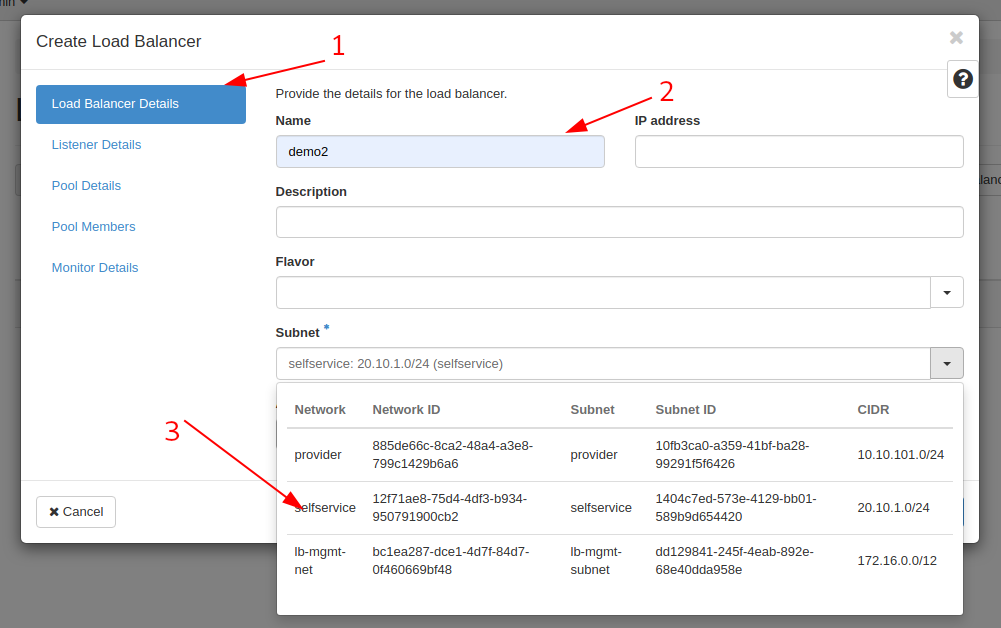 Create Load Balancer
1
Load Balancer Details
Listener Details
Pool Details
Pool Members
Monitor Details
Provide the details for the load balancer.
2
Name
IP address
demo2
Description
Flavor
Subnet *
selfservice: 20.10.1.0/24 (selfservice)
3
Network Network ID Subnet Subnet ID CIDR
provider 885de66c-8ca2-48a4-a3e8-799c1429b6a6 provider 10fb3ca0-a359-41bf-ba28-99291f5f6426 10.10.101.0/24
selfservice 12f71ae8-75d4-4df3-b934-950791900cb2 selfservice 1404c7ed-573e-4129-bb01-589b9d654420 20.10.1.0/24
lb-mgmt-net bc1ea287-dce1-4d7f-84d7-0f460669bf48 lb-mgmt-subnet dd129841-245f-4eab-892e-68e40dda958e 172.16.0.0/12
Cancel